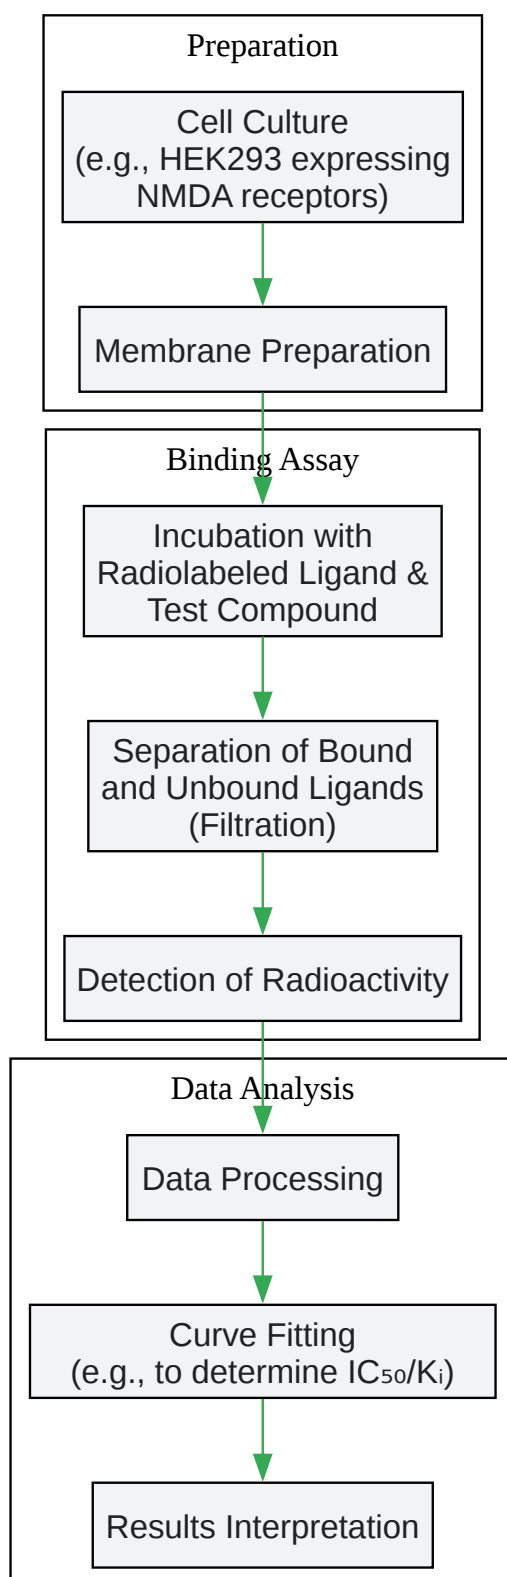 Preparation
Cell Culture
(e.g., HEK293 expressing
NMDA receptors)
Membrane Preparation
Binding Assay
Incubation with
Radiolabeled Ligand &
Test Compound
Separation of Bound
and Unbound Ligands
(Filtration)
Detection of Radioactivity
Data Analysis
Data Processing
Curve Fitting
(e.g., to determine IC₅₀/Kᵢ)
Results Interpretation